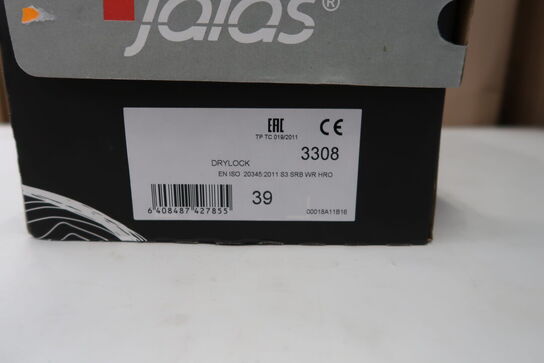 jalas®
EAC CE
TP TC 019/2011
3308
DRYLOCK
EN ISO 20345:2011 S3 SRB WR HRO
39
6 408487 427855
00018A11B16